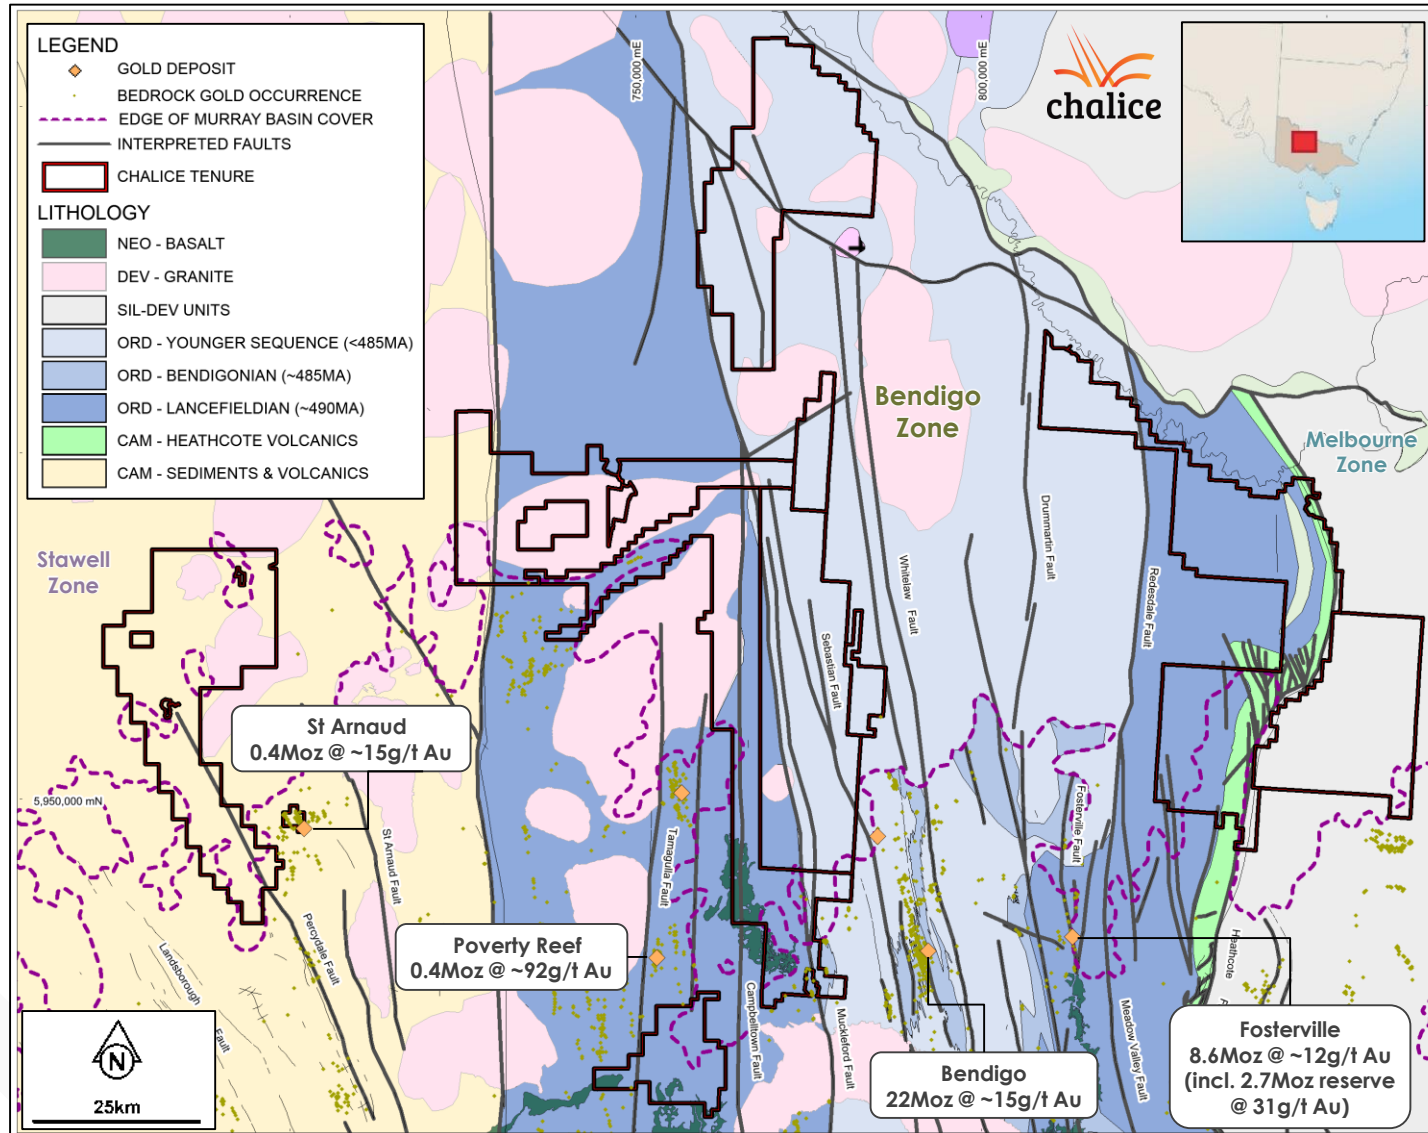 LEGEND
GOLD DEPOSIT
BEDROCK GOLD OCCURRENCE
EDGE OF MURRAY BASIN COVER
INTERPRETED FAULTS
CHALICE TENURE
LITHOLOGY
NEO - BASALT
DEV - GRANITE
SIL-DEV UNITS
ORD - YOUNGER SEQUENCE (<485MA)
ORD - BENDIGONIAN (~485MA)
ORD - LANCEFIELDIAN (~490MA)
CAM - HEATHCOTE VOLCANICS
CAM - SEDIMENTS & VOLCANICS
750,000 mE
800,000 mE
chalice
Bendigo
Zone
Melbourne
Zone
Stawell
Zone
Drummartin Fault
Whitelaw Fault
Redesdale Fault
Sebastian Fault
St Arnaud
0.4Moz @ ~15g/t Au
5,950,000 mN
St Arnaud Fault
Tarnagulla Fault
Fosterville Fault
Percydale Fault
Landsborough
Fault
Poverty Reef
0.4Moz @ ~92g/t Au
Campbelltown Fault
Muckleford Fault
Meadow Valley Fault
Heathcote
Bendigo
22Moz @ ~15g/t Au
Fosterville
8.6Moz @ ~12g/t Au
(incl. 2.7Moz reserve
@ 31g/t Au)
N
25km